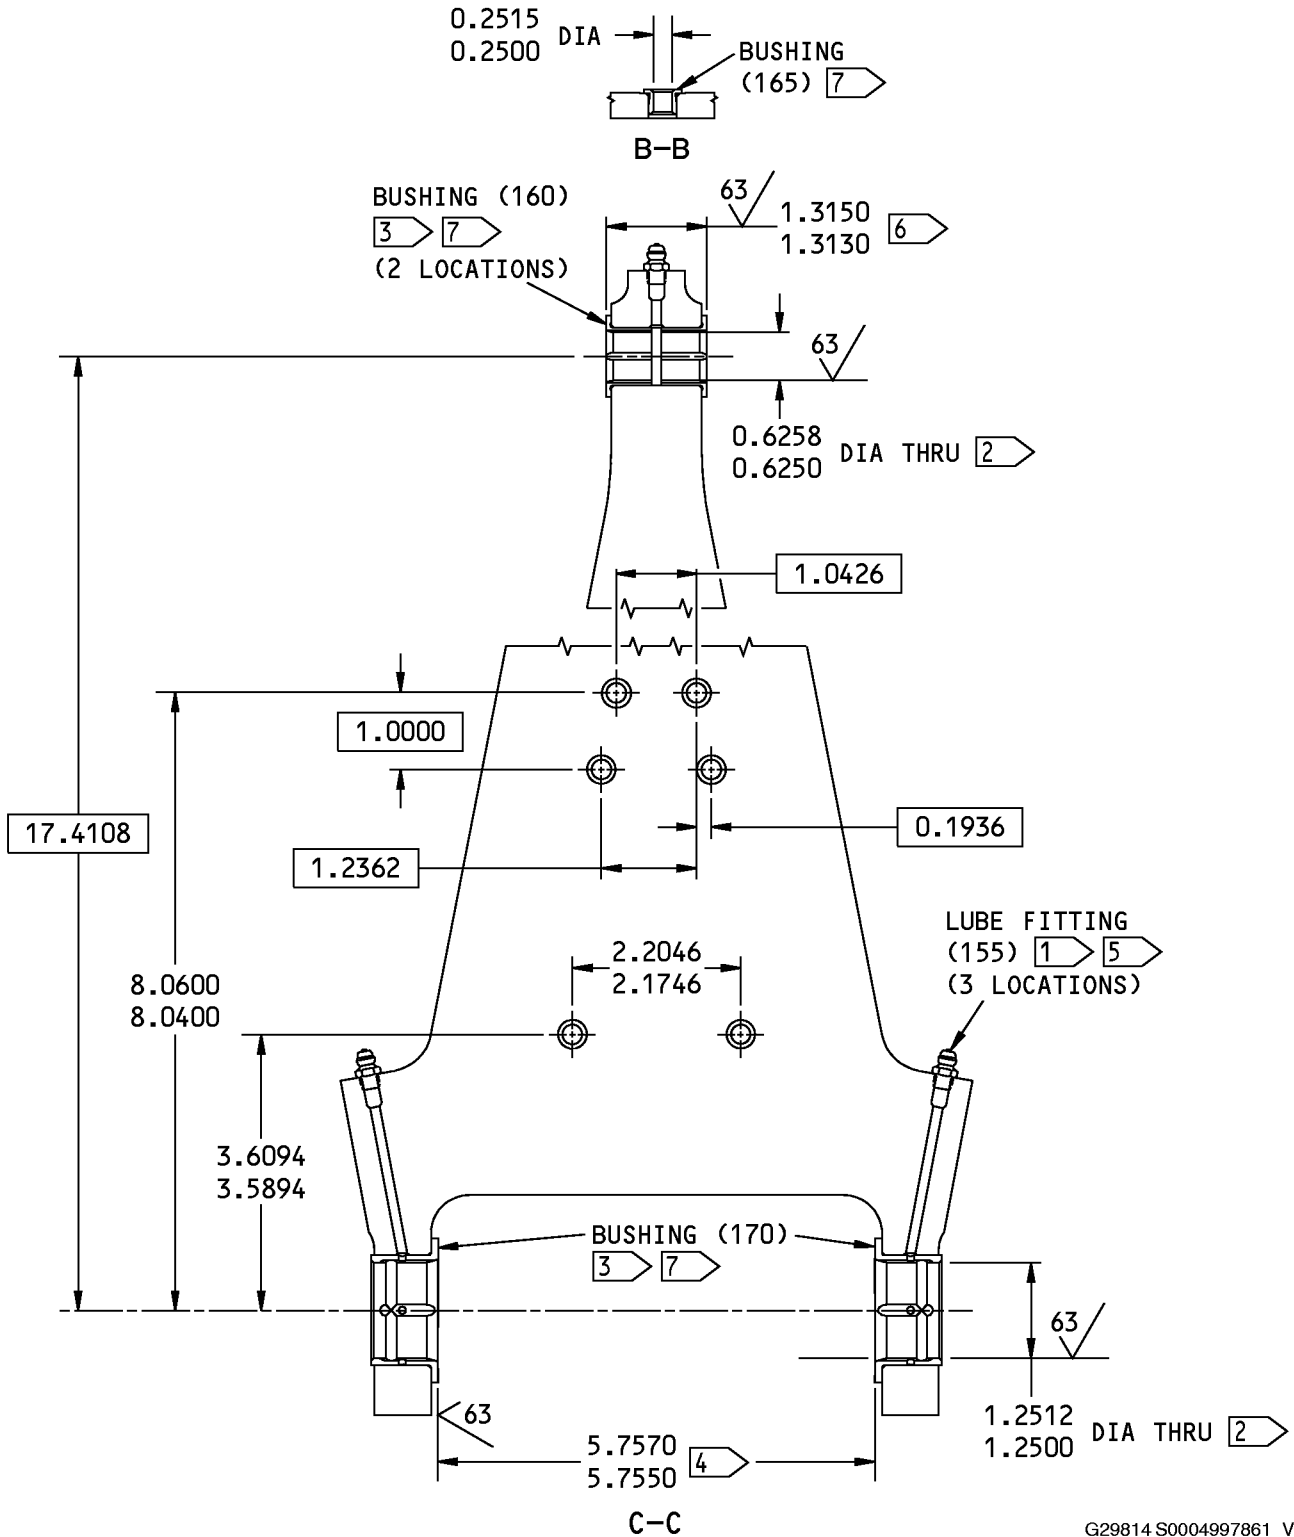 0.2515
0.2500
DIA
BUSHING
(165) 7
B-B
BUSHING (160)
3 7
(2 LOCATIONS)
63
1.3150
1.3130
6
63
0.6258
0.6250
DIA THRU 2
1.0426
1.0000
17.4108
0.1936
1.2362
LUBE FITTING
(155) 1 5
(3 LOCATIONS)
2.2046
2.1746
8.0600
8.0400
3.6094
3.5894
BUSHING (170)
3 7
63
63
1.2512
1.2500
DIA THRU 2
5.7570
5.7550
4
C-C
G29814 S0004997861_V